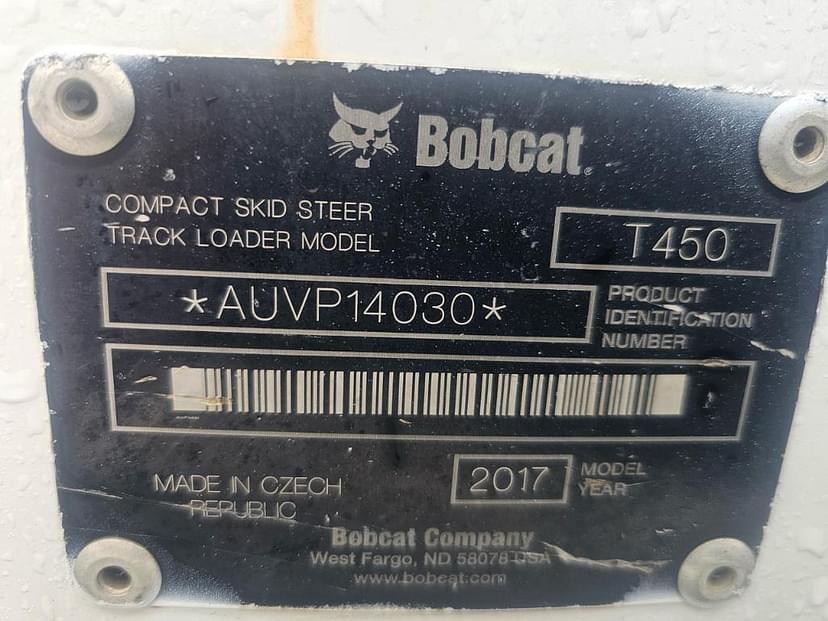 Bobcat
COMPACT SKID STEER
TRACK LOADER MODEL
T450
*AUVP14030*
PRODUCT
IDENTIFICATION
NUMBER
MADE IN CZECH
REPUBLIC
2017
MODEL
YEAR
Bobcat Company
West Fargo, ND 58078 USA
www.bobcat.com